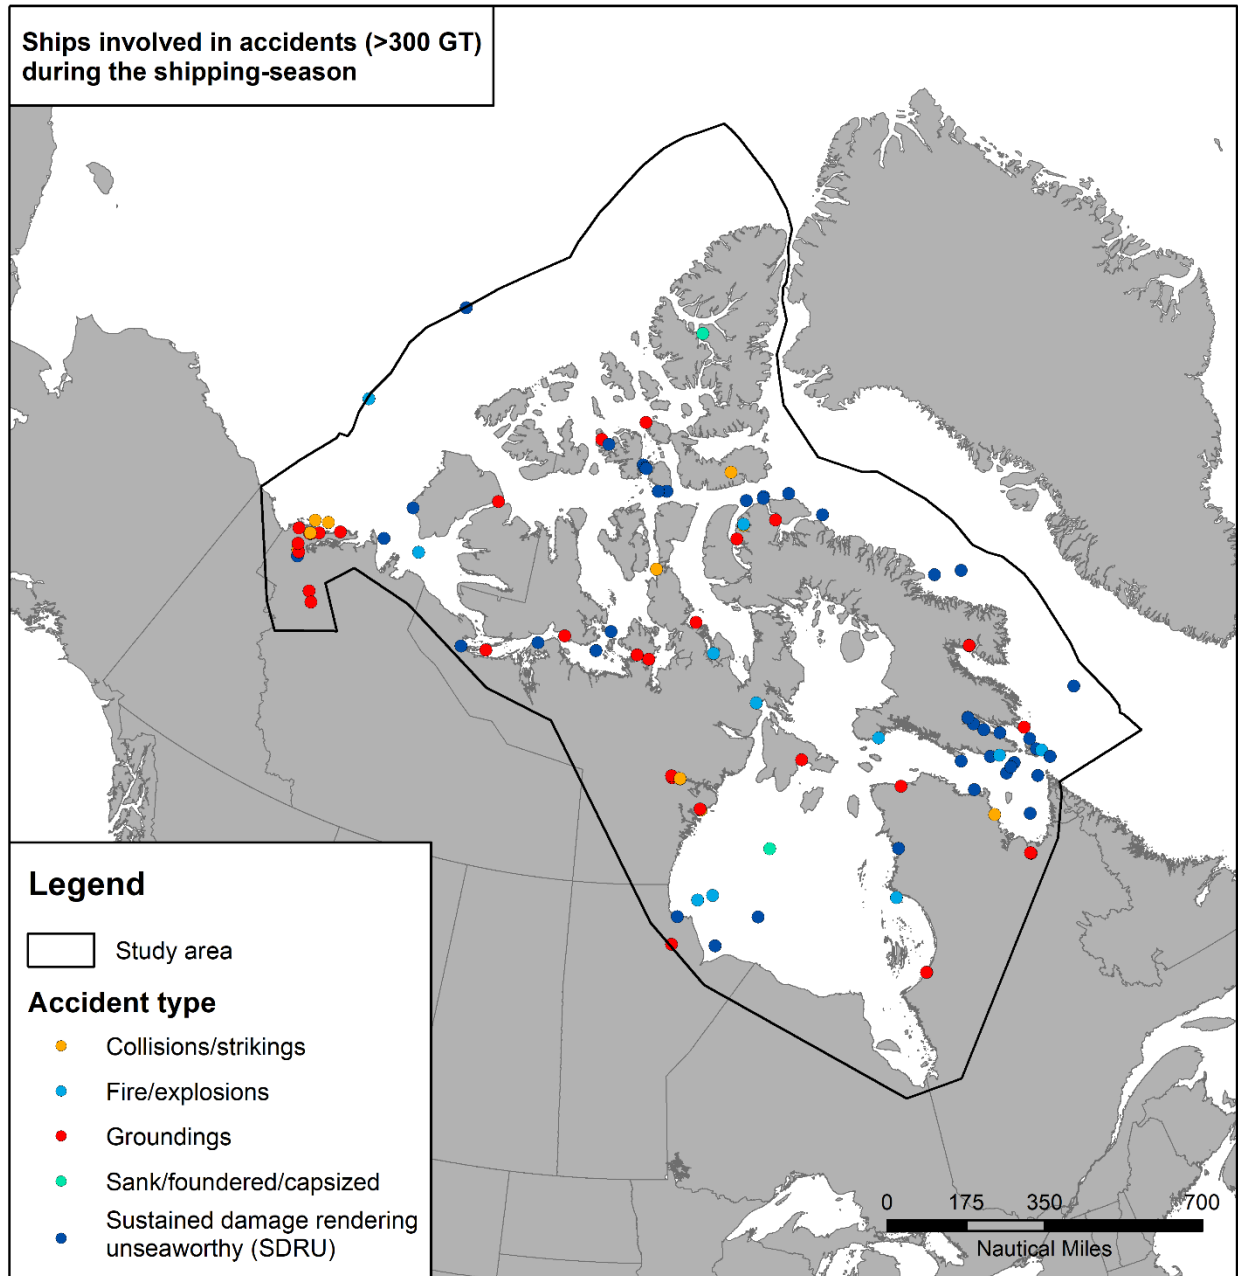 Ships involved in accidents (>300 GT)
during the shipping-season
Legend
Study area
Accident type
Collisions/strikings
Fire/explosions
Groundings
Sank/foundered/capsized
Sustained damage rendering
unseaworthy (SDRU)
0 175 350 700
Nautical Miles